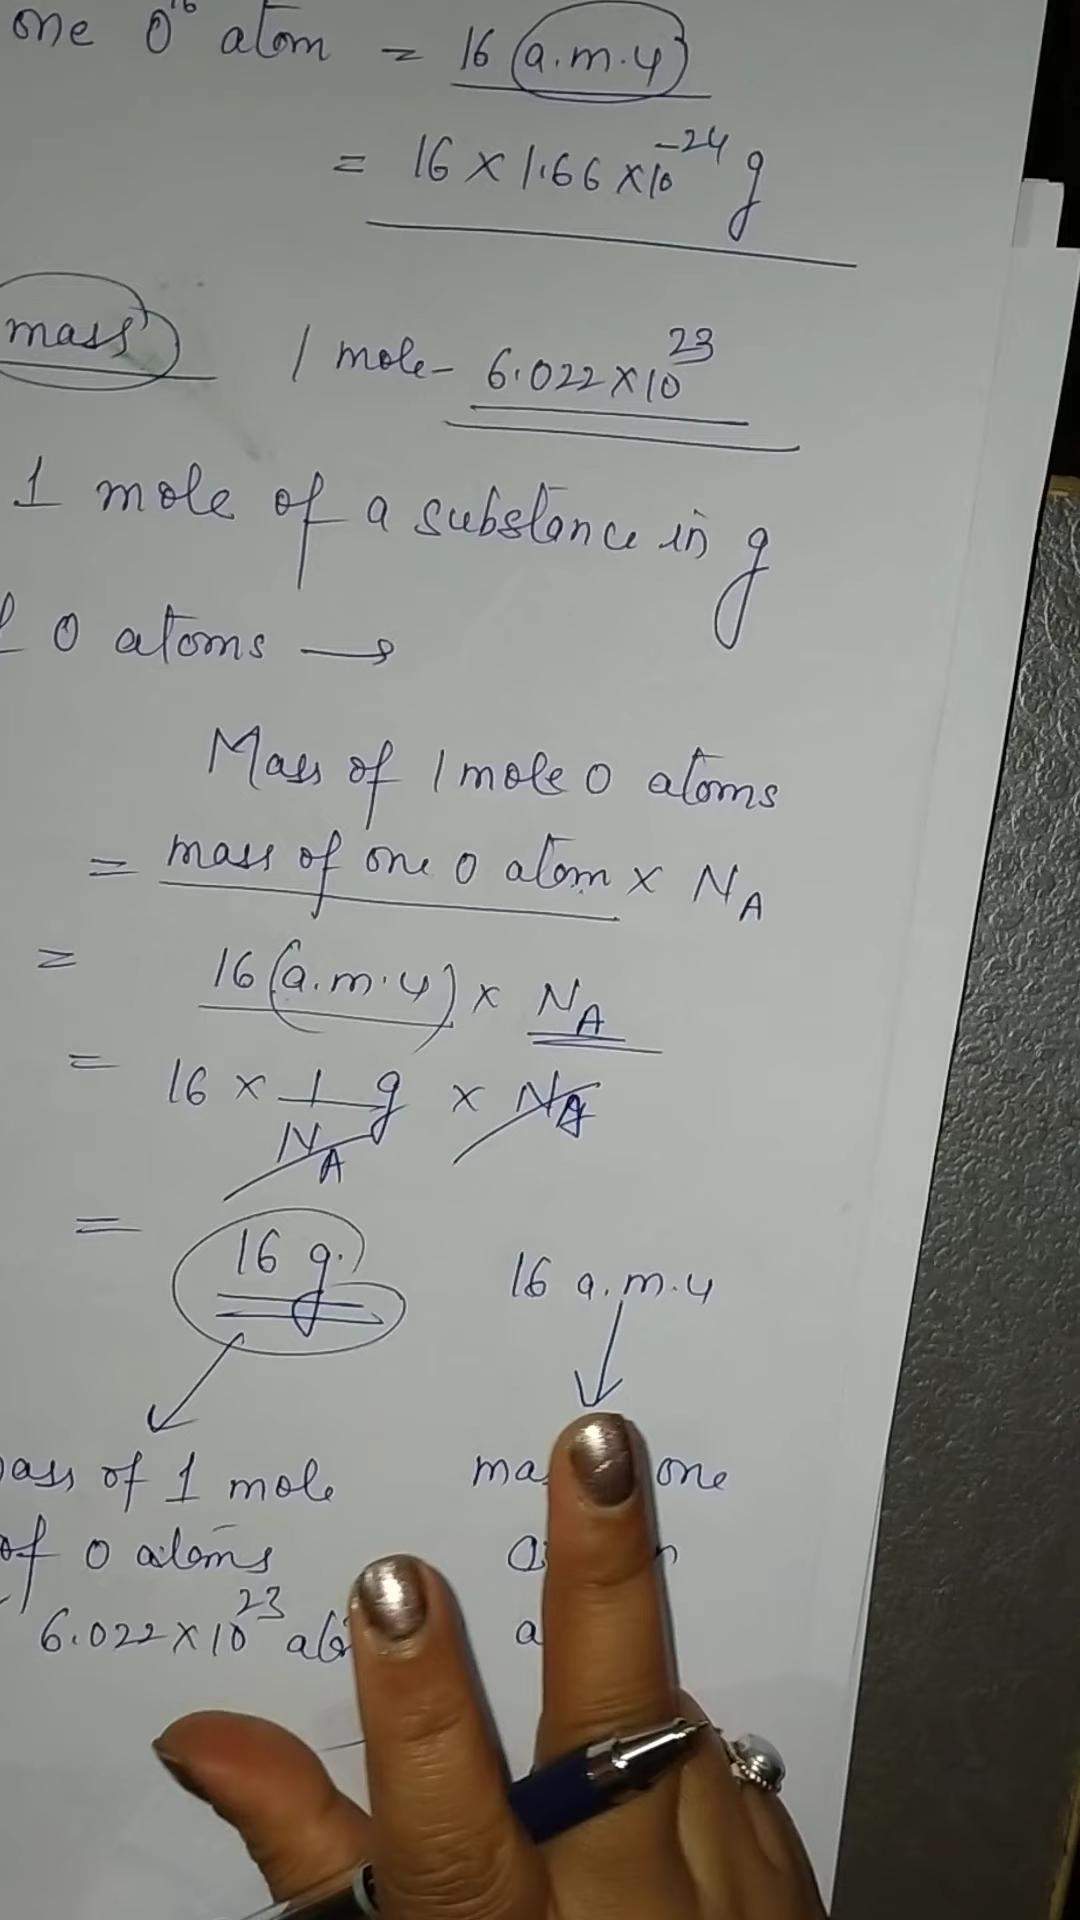 one O¹⁶ atom = 16 (a.m.u)
= 16 × 1.66 × 10⁻²⁴ g
mass 1 mole - 6.022 × 10²³
1 mole of a substance in g
O atoms →
Mass of 1 mole O atoms
= mass of one O atom × N_A
= 16 (a.m.u) × N_A
= 16 × 1/N_A g × N_A
= 16 g. 16 a.m.u
of 1 mole one
of O atoms
6.022 × 10²³